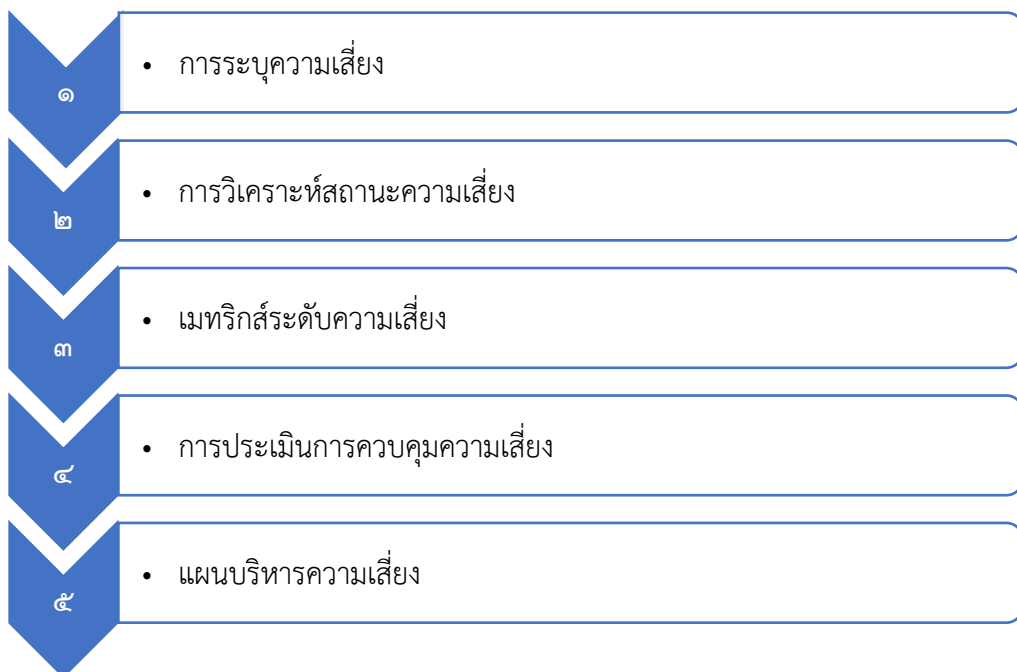 ๑
• การระบุความเสี่ยง
๒
• การวิเคราะห์สถานะความเสี่ยง
๓
• เมทริกส์ระดับความเสี่ยง
๔
• การประเมินการควบคุมความเสี่ยง
๕
• แผนบริหารความเสี่ยง